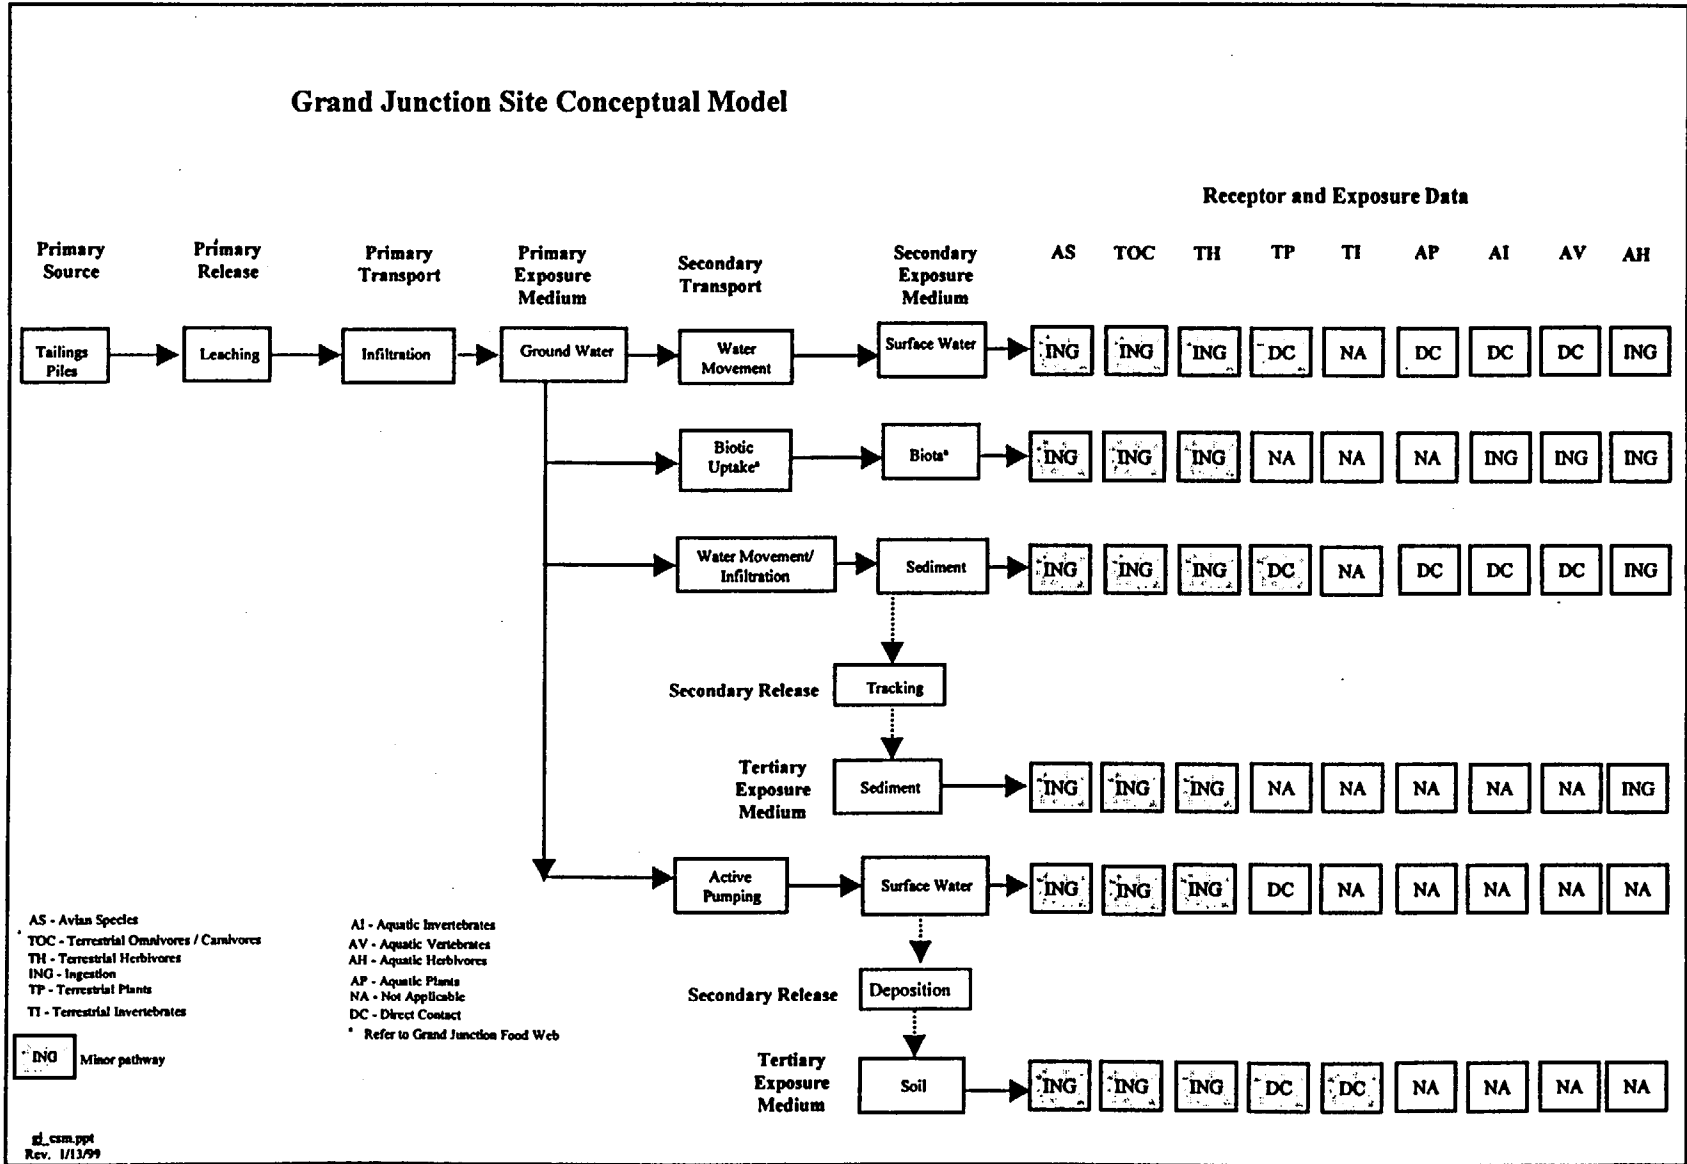 Grand Junction Site Conceptual Model
Receptor and Exposure Data
Primary
Source
Primary
Release
Primary
Transport
Primary
Exposure
Medium
Secondary
Transport
Secondary
Exposure
Medium
AS TOC TH TP TI AP AI AV AH
Tailings
Piles
Leaching
Infiltration
Ground Water
Water
Movement
Surface Water
ING ING ING DC NA DC DC DC ING
Biotic
Uptakeª
Biotaª
ING ING ING NA NA NA ING ING ING
Water Movement/
Infiltration
Sediment
ING ING ING DC NA DC DC DC ING
Secondary Release
Tracking
Tertiary
Exposure
Medium
Sediment
ING ING ING NA NA NA NA NA ING
Active
Pumping
Surface Water
ING ING ING DC NA NA NA NA NA
Secondary Release
Deposition
Tertiary
Exposure
Medium
Soil
ING ING ING DC DC NA NA NA NA
AS - Avian Species
TOC - Terrestrial Omnivores / Carnivores
TH - Terrestrial Herbivores
ING - Ingestion
TP - Terrestrial Plants
TI - Terrestrial Invertebrates
AI - Aquatic Invertebrates
AV - Aquatic Vertebrates
AH - Aquatic Herbivores
AP - Aquatic Plants
NA - Not Applicable
DC - Direct Contact
ª Refer to Grand Junction Food Web
ING Minor pathway
gj_csm.ppt
Rev. 1/13/99